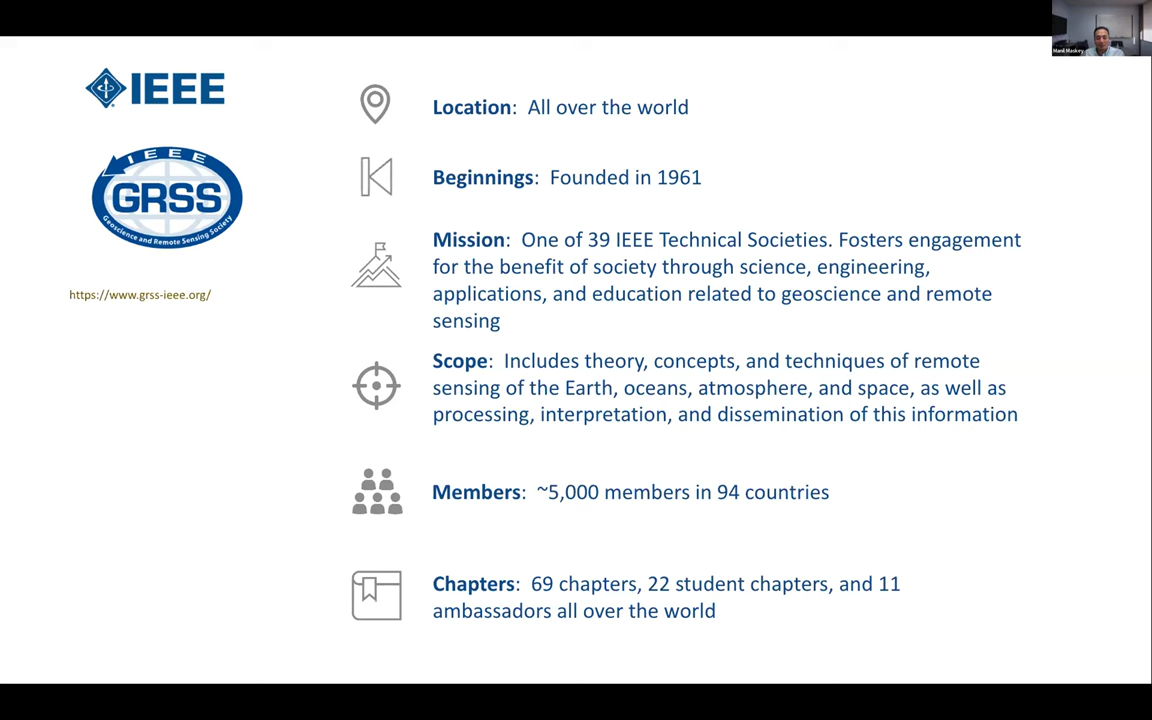 IEEE
IEEE
GRSS
Geoscience and Remote Sensing Society
https://www.grss-ieee.org/
Location: All over the world
Beginnings: Founded in 1961
Mission: One of 39 IEEE Technical Societies. Fosters engagement
for the benefit of society through science, engineering,
applications, and education related to geoscience and remote
sensing
Scope: Includes theory, concepts, and techniques of remote
sensing of the Earth, oceans, atmosphere, and space, as well as
processing, interpretation, and dissemination of this information
Members: ~5,000 members in 94 countries
Chapters: 69 chapters, 22 student chapters, and 11
ambassadors all over the world
Manil Maskey